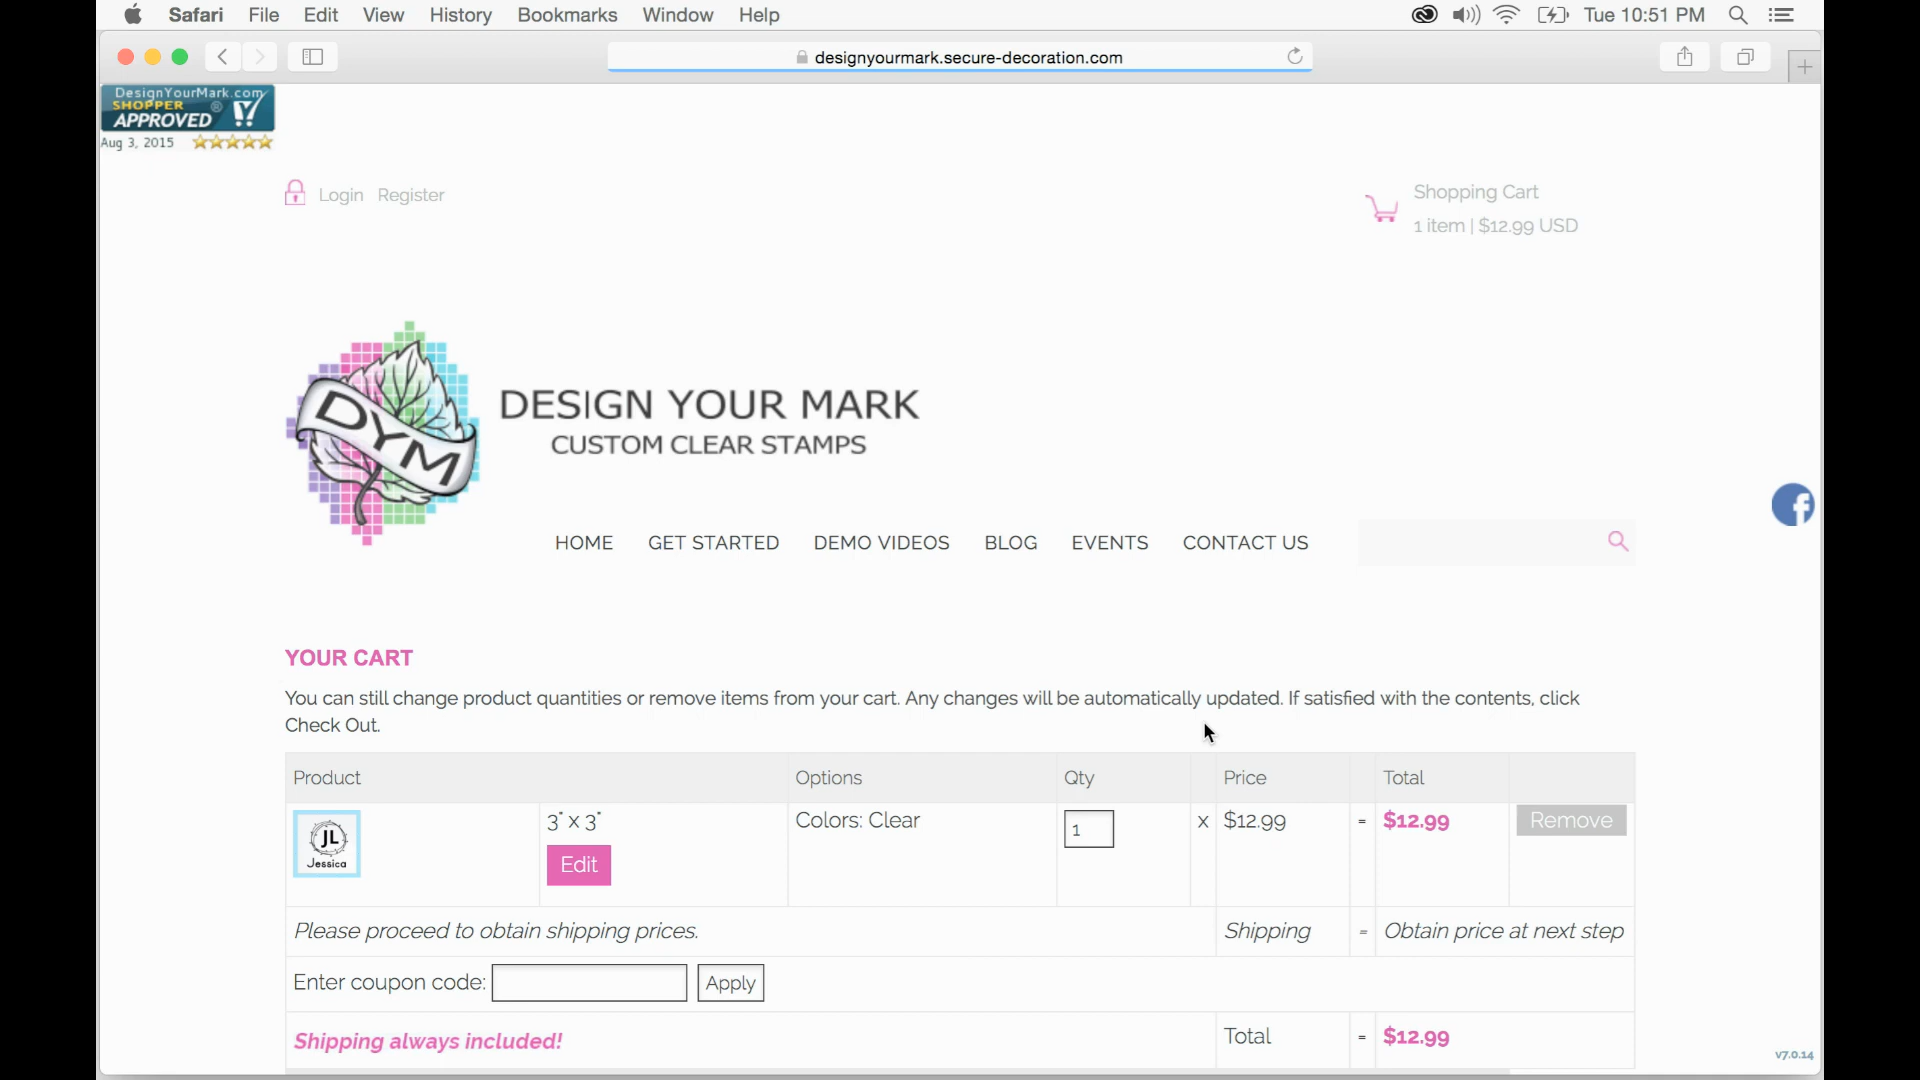 Safari File Edit View History Bookmarks Window Help Tue 10:51 PM
designyourmark.secure-decoration.com
DesignYourMark.com
SHOPPER
APPROVED ®
Aug 3, 2015
Login Register
Shopping Cart
1 item | $12.99 USD
DYM
DESIGN YOUR MARK
CUSTOM CLEAR STAMPS
HOME GET STARTED DEMO VIDEOS BLOG EVENTS CONTACT US
YOUR CART
You can still change product quantities or remove items from your cart. Any changes will be automatically updated. If satisfied with the contents, click
Check Out.
Product Options Qty Price Total
3" x 3" Colors: Clear 1 x $12.99 = $12.99 Remove
JL
Jessica
Edit
Please proceed to obtain shipping prices. Shipping = Obtain price at next step
Enter coupon code: Apply
Shipping always included! Total = $12.99
v7.0.14